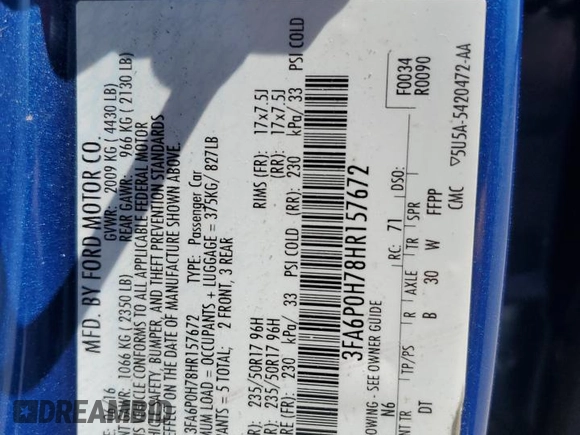 MFD. BY FORD MOTOR CO.
GVWR: 2009 KG ( 4430 LB)
1066 KG ( 2350 LB) REAR GAWR: 966 KG ( 2130 LB)
VEHICLE CONFORMS TO ALL APPLICABLE FEDERAL MOTOR
SAFETY, BUMPER, AND THEFT PREVENTION STANDARDS
EFFECT ON THE DATE OF MANUFACTURE SHOWN ABOVE.
3FA6P0H78HR157672 TYPE: Passenger Car
OCCUPANTS + LUGGAGE = 375KG/ 827LB
= 5 TOTAL: 2 FRONT, 3 REAR
235/50R17 96H RIMS (FR): 17x7.5J
235/50R17 96H (RR): 17x7.5J
(FR): 230 kPa/ 33 PSI COLD (RR): 230 kPa/ 33 PSI COLD
3FA6P0H78HR157672
- SEE OWNER GUIDE
F0034
R0090
N6 RC: 71 DSO:
TR TP/PS R AXLE TR SPR
DT B 30 W FFPP
CMC 5U5A-5420472-AA
DREAMBID